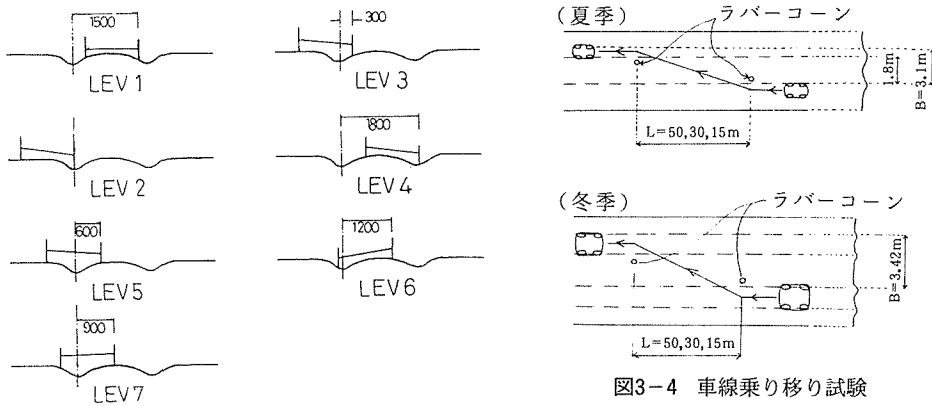 1500
LEV 1
300
LEV 3
LEV 2
1800
LEV 4
600
LEV 5
1200
LEV 6
900
LEV 7
(夏季)
ラバーコーン
1.8m
B=3.1m
L=50,30,15m
(冬季)
ラバーコーン
B=3.42m
L=50,30,15m
図3-4 車線乗り移り試験